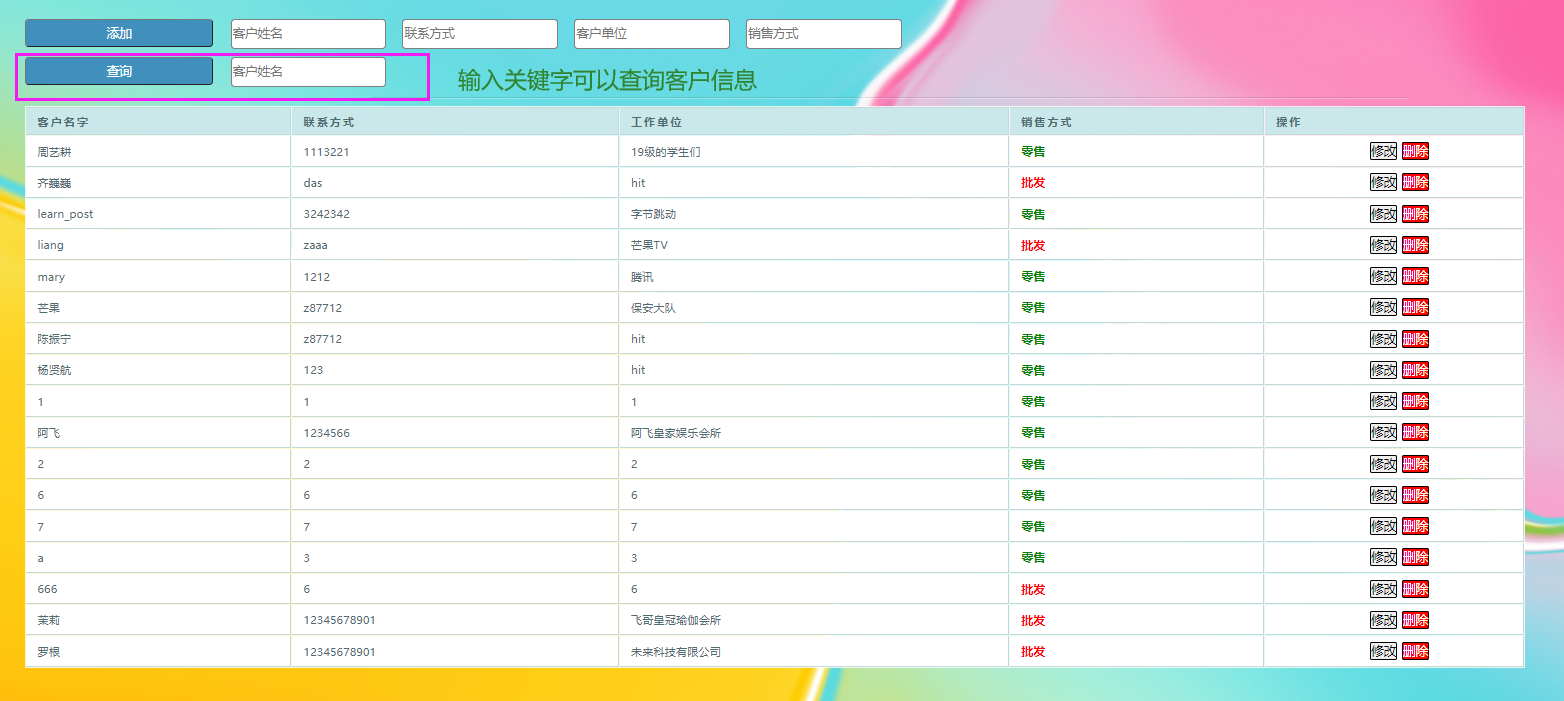 添加 客户姓名 联系方式 客户单位 销售方式
查询 客户姓名 输入关键字可以查询客户信息
客户名字 联系方式 工作单位 销售方式 操作
周艺耕 1113221 19级的学生们 零售 修改 删除
齐巍巍 das hit 批发 修改 删除
learn_post 3242342 字节跳动 零售 修改 删除
liang zaaa 芒果TV 批发 修改 删除
mary 1212 腾讯 零售 修改 删除
芒果 z87712 保安大队 零售 修改 删除
陈振宁 z87712 hit 零售 修改 删除
杨贤航 123 hit 零售 修改 删除
1 1 1 零售 修改 删除
阿飞 1234566 阿飞皇家娱乐会所 零售 修改 删除
2 2 2 零售 修改 删除
6 6 6 零售 修改 删除
7 7 7 零售 修改 删除
a 3 3 零售 修改 删除
666 6 6 批发 修改 删除
茉莉 12345678901 飞哥皇冠瑜伽会所 批发 修改 删除
罗根 12345678901 未来科技有限公司 批发 修改 删除